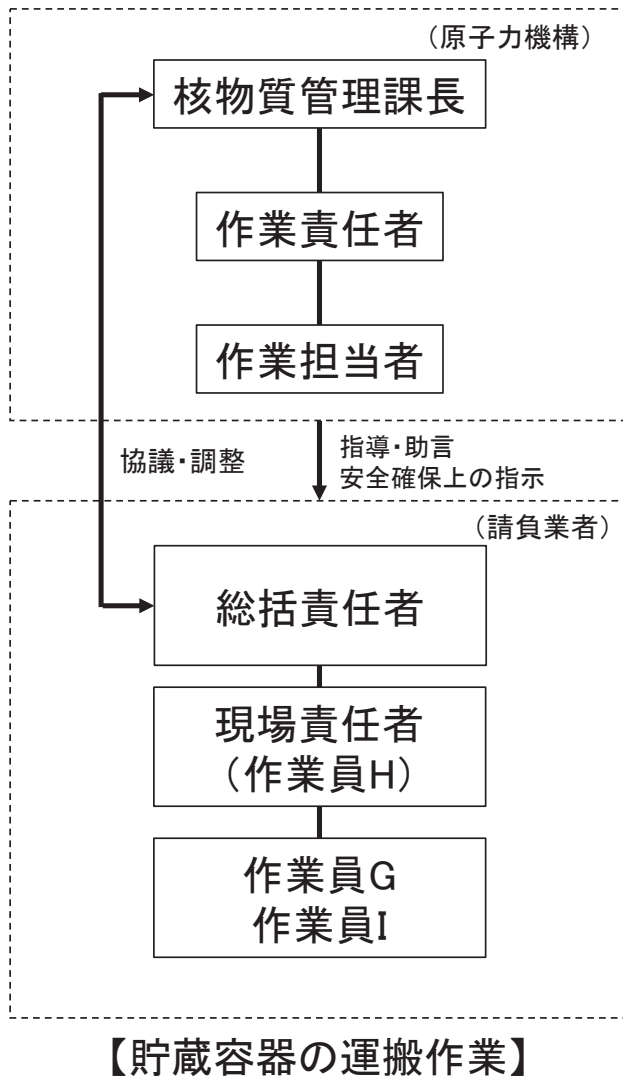 （原子力機構）
核物質管理課長
作業責任者
作業担当者
協議・調整
指導・助言
安全確保上の指示
（請負業者）
総括責任者
現場責任者
（作業員H）
作業員G
作業員I
【貯蔵容器の運搬作業】